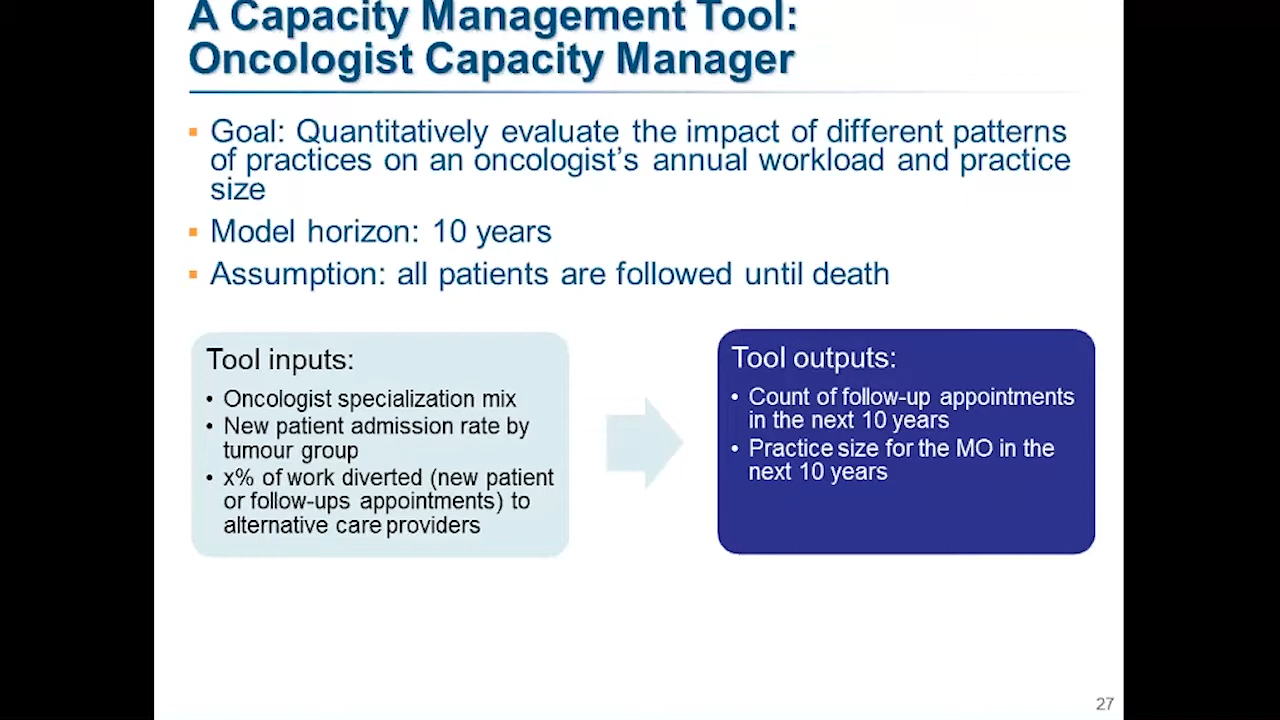 A Capacity Management Tool:
Oncologist Capacity Manager
▪ Goal: Quantitatively evaluate the impact of different patterns
of practices on an oncologist's annual workload and practice
size
▪ Model horizon: 10 years
▪ Assumption: all patients are followed until death
Tool inputs:
• Oncologist specialization mix
• New patient admission rate by
tumour group
• x% of work diverted (new patient
or follow-ups appointments) to
alternative care providers
Tool outputs:
• Count of follow-up appointments
in the next 10 years
• Practice size for the MO in the
next 10 years
27